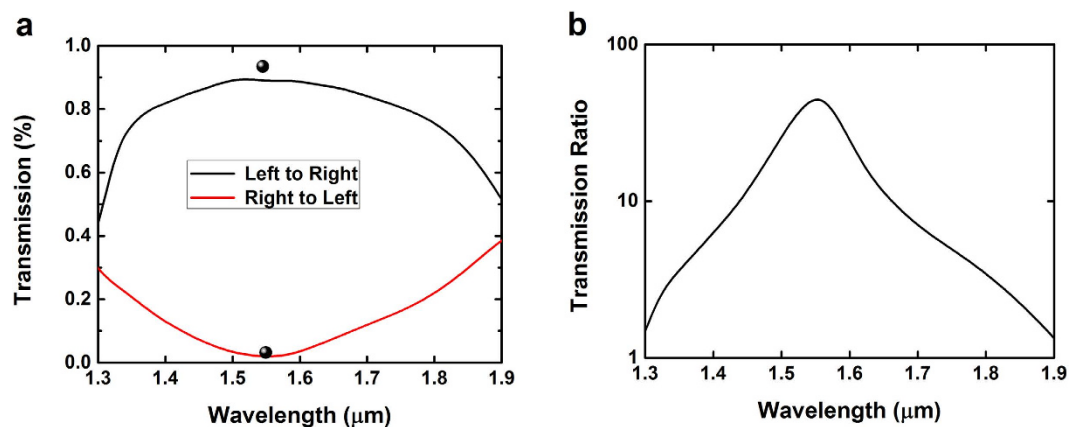 a
Transmission (%)
1.0
0.8
0.6
0.4
0.2
0.0
Left to Right
Right to Left
1.3 1.4 1.5 1.6 1.7 1.8 1.9
Wavelength (μm)
b
Transmission Ratio
100
10
1
1.3 1.4 1.5 1.6 1.7 1.8 1.9
Wavelength (μm)